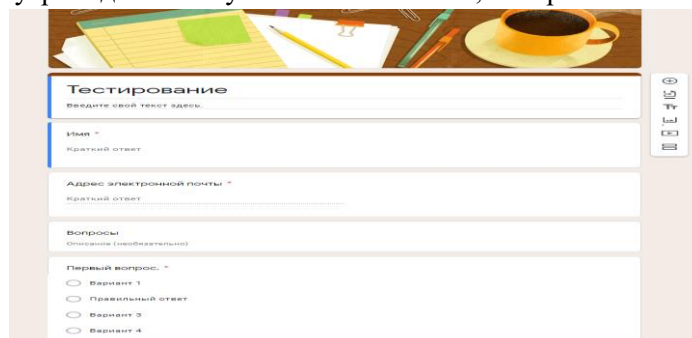 Тестирование
Введите свой текст здесь.
Имя *
Краткий ответ
Адрес электронной почты *
Краткий ответ
Вопросы
Описание (необязательно)
Первый вопрос. *
Вариант 1
Правильный ответ
Вариант 3
Вариант 4